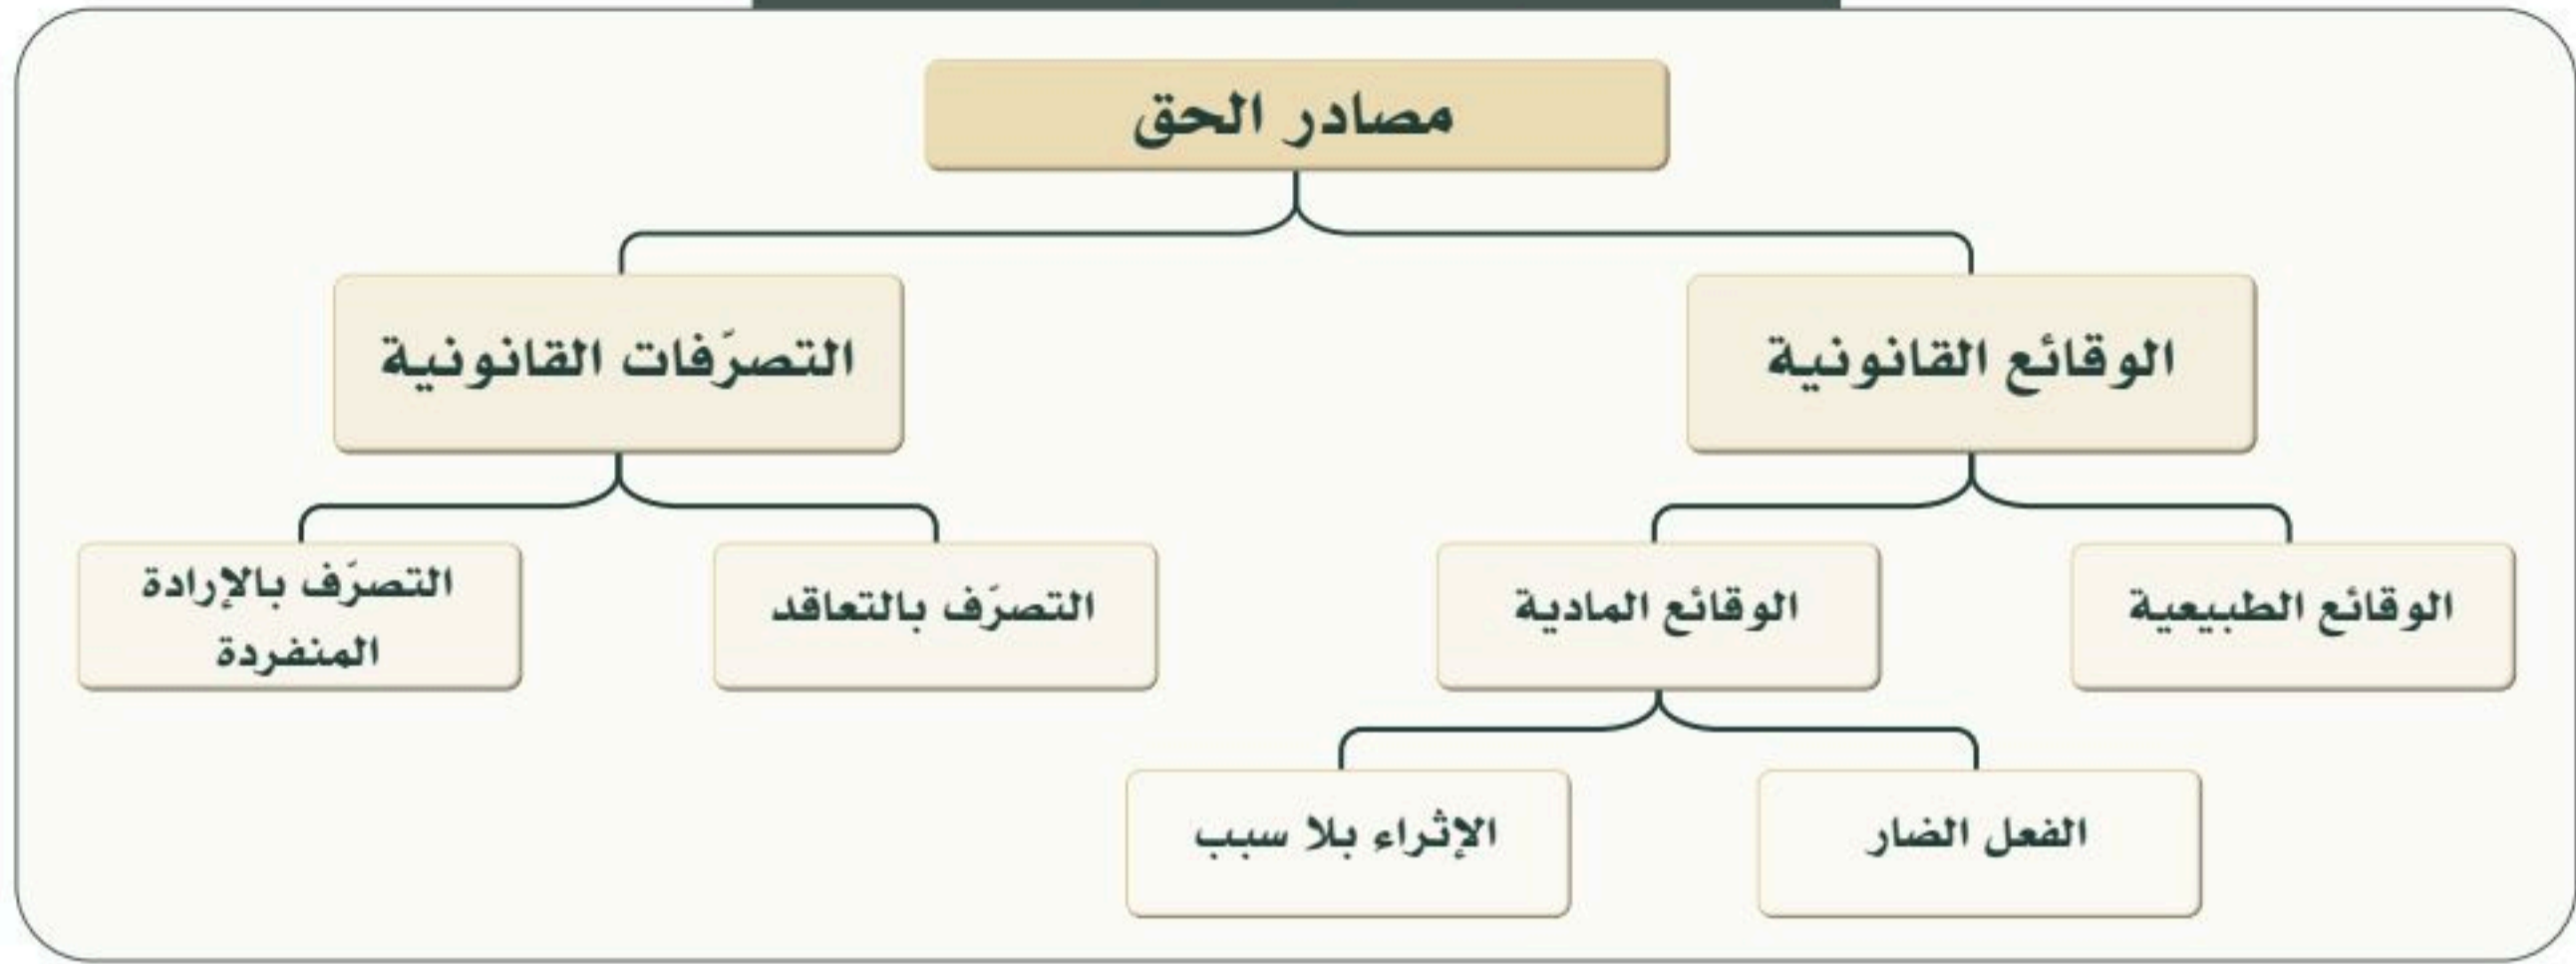 مصادر الحق
الوقائع القانونية
التصرّفات القانونية
الوقائع الطبيعية
الوقائع المادية
التصرّف بالتعاقد
التصرّف بالإرادة
المنفردة
الفعل الضار
الإثراء بلا سبب